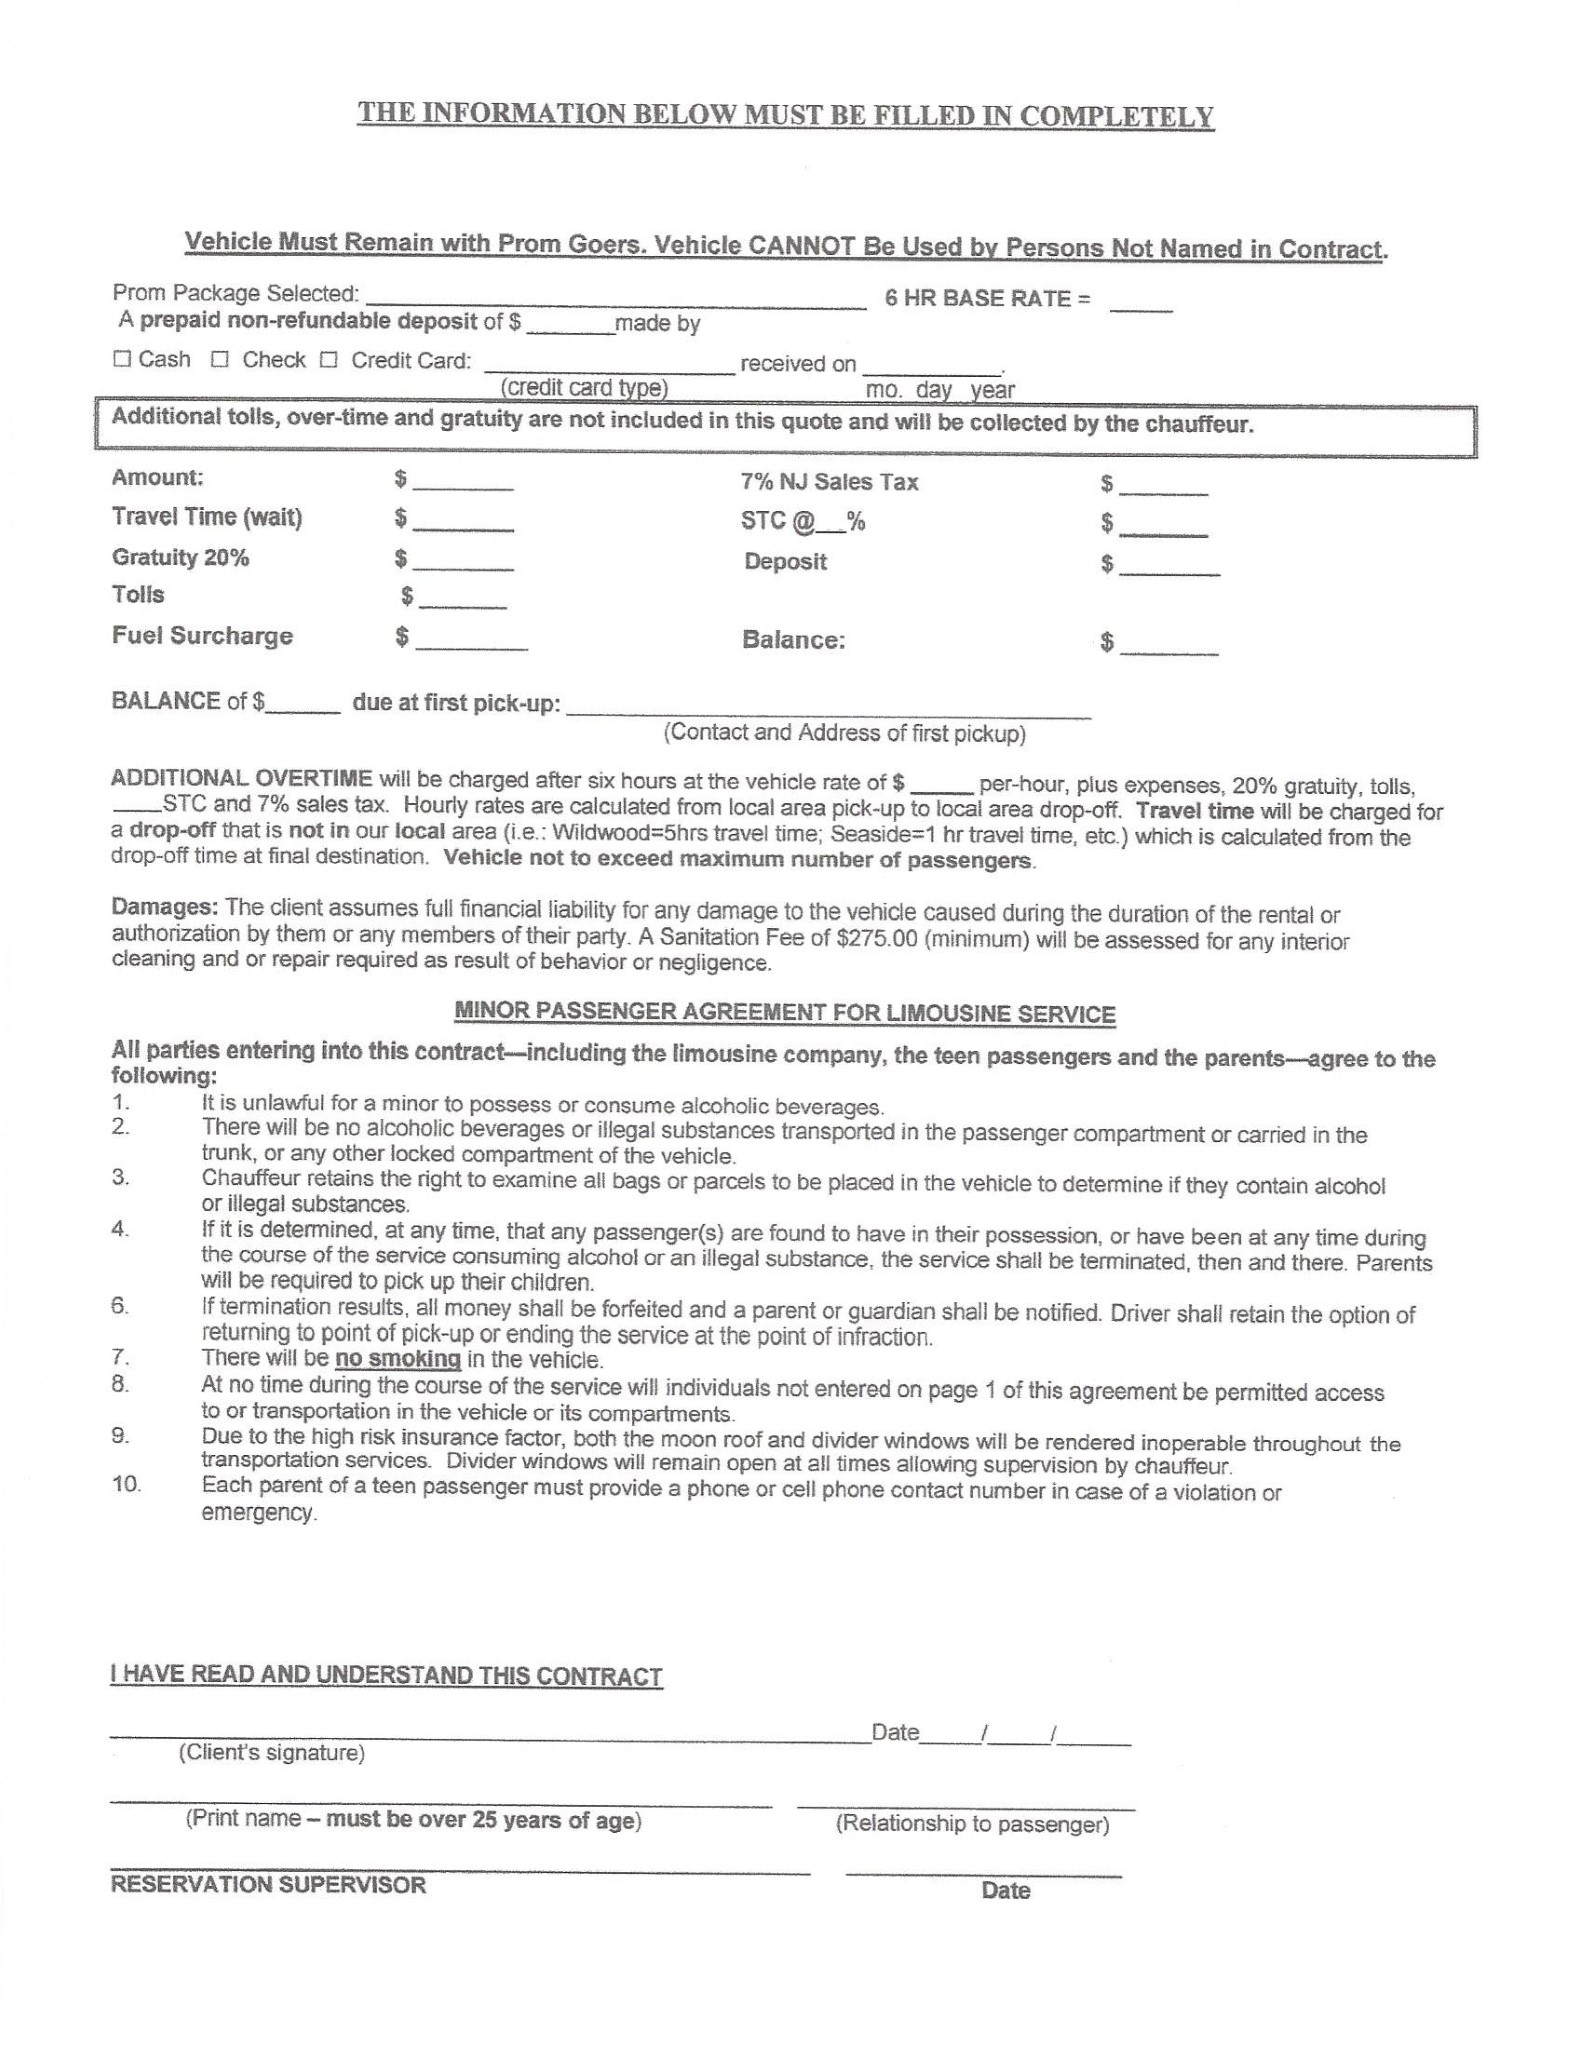 THE INFORMATION BELOW MUST BE FILLED IN COMPLETELY
Vehicle Must Remain with Prom Goers. Vehicle CANNOT Be Used by Persons Not Named in Contract.
Prom Package Selected: ____________________ 6 HR BASE RATE = _____
A prepaid non-refundable deposit of $ _______made by
☐ Cash ☐ Check ☐ Credit Card: ____________________ received on ___________.
(credit card type) mo. day year
Additional tolls, over-time and gratuity are not included in this quote and will be collected by the chauffeur.
Amount: $ ________ 7% NJ Sales Tax $ _______
Travel Time (wait) $ ________ STC @__.% $ _______
Gratuity 20% $ ________ Deposit $ ________
Tolls $ _______
Fuel Surcharge $ _________ Balance: $ ________
BALANCE of $______ due at first pick-up: ____________________
(Contact and Address of first pickup)
ADDITIONAL OVERTIME will be charged after six hours at the vehicle rate of $ _____ per-hour, plus expenses, 20% gratuity, tolls,
____STC and 7% sales tax. Hourly rates are calculated from local area pick-up to local area drop-off. Travel time will be charged for
a drop-off that is not in our local area (i.e.: Wildwood=5hrs travel time; Seaside=1 hr travel time, etc.) which is calculated from the
drop-off time at final destination. Vehicle not to exceed maximum number of passengers.
Damages: The client assumes full financial liability for any damage to the vehicle caused during the duration of the rental or
authorization by them or any members of their party. A Sanitation Fee of $275.00 (minimum) will be assessed for any interior
cleaning and or repair required as result of behavior or negligence.
MINOR PASSENGER AGREEMENT FOR LIMOUSINE SERVICE
All parties entering into this contract—including the limousine company, the teen passengers and the parents—agree to the
following:
1. It is unlawful for a minor to possess or consume alcoholic beverages.
2. There will be no alcoholic beverages or illegal substances transported in the passenger compartment or carried in the
trunk, or any other locked compartment of the vehicle.
3. Chauffeur retains the right to examine all bags or parcels to be placed in the vehicle to determine if they contain alcohol
or illegal substances.
4. If it is determined, at any time, that any passenger(s) are found to have in their possession, or have been at any time during
the course of the service consuming alcohol or an illegal substance, the service shall be terminated, then and there. Parents
will be required to pick up their children.
6. If termination results, all money shall be forfeited and a parent or guardian shall be notified. Driver shall retain the option of
returning to point of pick-up or ending the service at the point of infraction.
7. There will be no smoking in the vehicle.
8. At no time during the course of the service will individuals not entered on page 1 of this agreement be permitted access
to or transportation in the vehicle or its compartments.
9. Due to the high risk insurance factor, both the moon roof and divider windows will be rendered inoperable throughout the
transportation services. Divider windows will remain open at all times allowing supervision by chauffeur.
10. Each parent of a teen passenger must provide a phone or cell phone contact number in case of a violation or
emergency.
I HAVE READ AND UNDERSTAND THIS CONTRACT
____________________Date_____/_____/______
(Client's signature)
(Print name – must be over 25 years of age) (Relationship to passenger)
RESERVATION SUPERVISOR Date